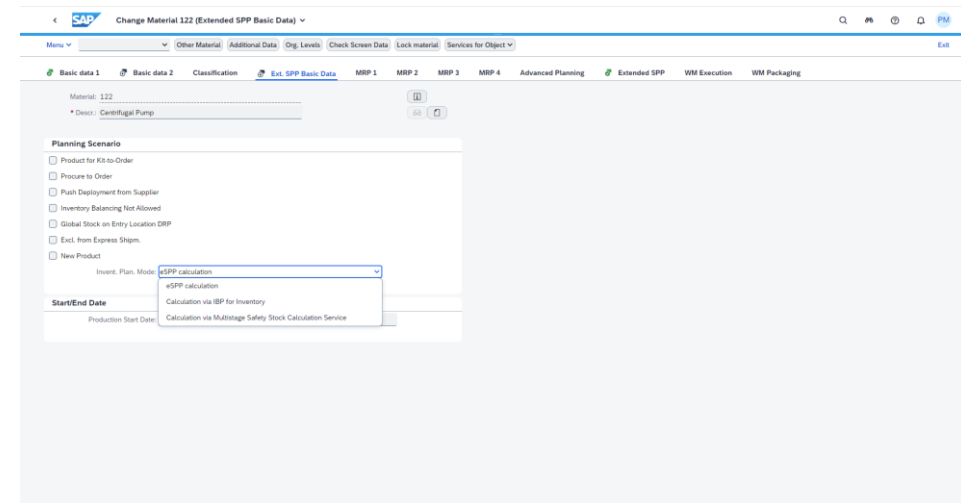 SAP Change Material 122 (Extended SPP Basic Data)
PM
Menu Other Material Additional Data Org. Levels Check Screen Data Lock material Services for Object Exit
Basic data 1 Basic data 2 Classification Ext. SPP Basic Data MRP 1 MRP 2 MRP 3 MRP 4 Advanced Planning Extended SPP WM Execution WM Packaging
Material: 122
* Descr.: Centrifugal Pump
Planning Scenario
Product for Kit-to-Order
Procure to Order
Push Deployment from Supplier
Inventory Balancing Not Allowed
Global Stock on Entry Location DRP
Excl. from Express Shipm.
New Product
Invent. Plan. Mode: eSPP calculation
eSPP calculation
Calculation via IBP for Inventory
Calculation via Multistage Safety Stock Calculation Service
Start/End Date
Production Start Date: